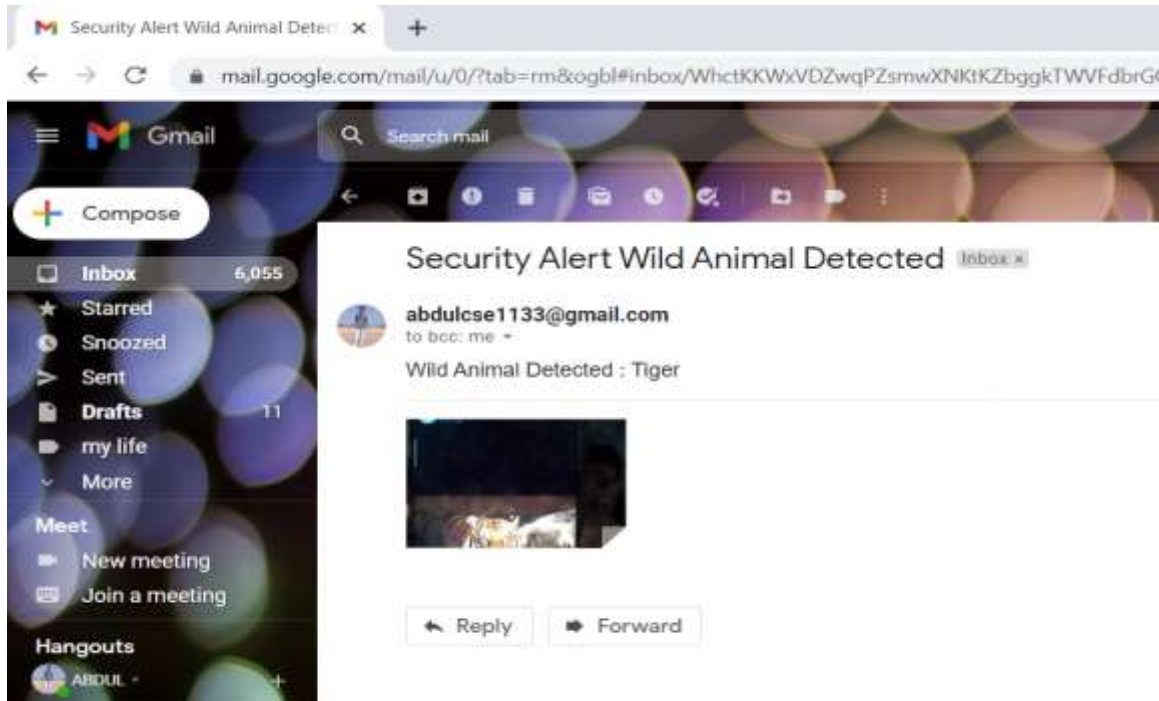 Security Alert Wild Animal Detec
mail.google.com/mail/u/0/?tab=rm&ogbl#inbox/WhctKKWxVDZwqPZsmwXNKtKZbggkTWVFdbrG
Gmail
Search mail
Compose
Inbox 6,055
Starred
Snoozed
Sent
Drafts 11
my life
More
Meet
New meeting
Join a meeting
Hangouts
ABDUL
Security Alert Wild Animal Detected Inbox x
abdulcse1133@gmail.com
to bcc: me
Wild Animal Detected : Tiger
Reply Forward